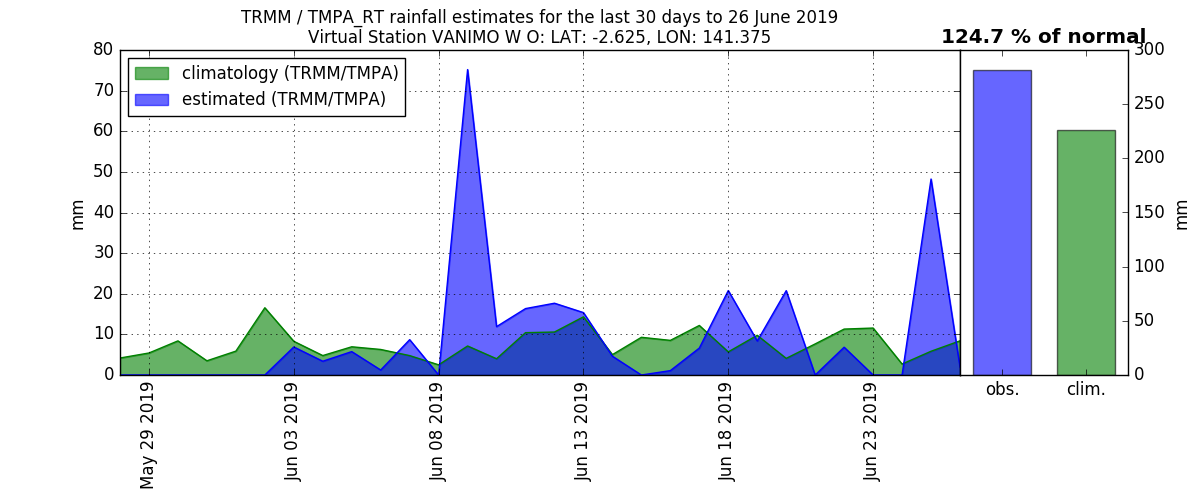 TRMM / TMPA_RT rainfall estimates for the last 30 days to 26 June 2019
Virtual Station VANIMO W O: LAT: -2.625, LON: 141.375
124.7 % of normal
climatology (TRMM/TMPA)
estimated (TRMM/TMPA)
mm
80
70
60
50
40
30
20
10
0
May 29 2019
Jun 03 2019
Jun 08 2019
Jun 13 2019
Jun 18 2019
Jun 23 2019
obs.
clim.
300
250
200
150
100
50
0
mm